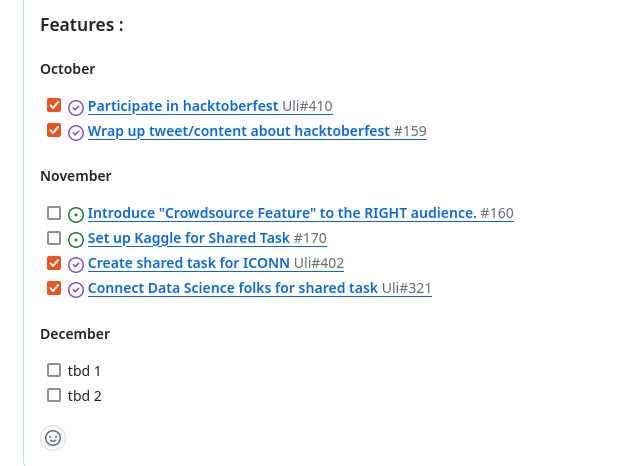 Features :
October
Participate in hacktoberfest Uli#410
Wrap up tweet/content about hacktoberfest #159
November
Introduce "Crowdsource Feature" to the RIGHT audience. #160
Set up Kaggle for Shared Task #170
Create shared task for ICONN Uli#402
Connect Data Science folks for shared task Uli#321
December
tbd 1
tbd 2